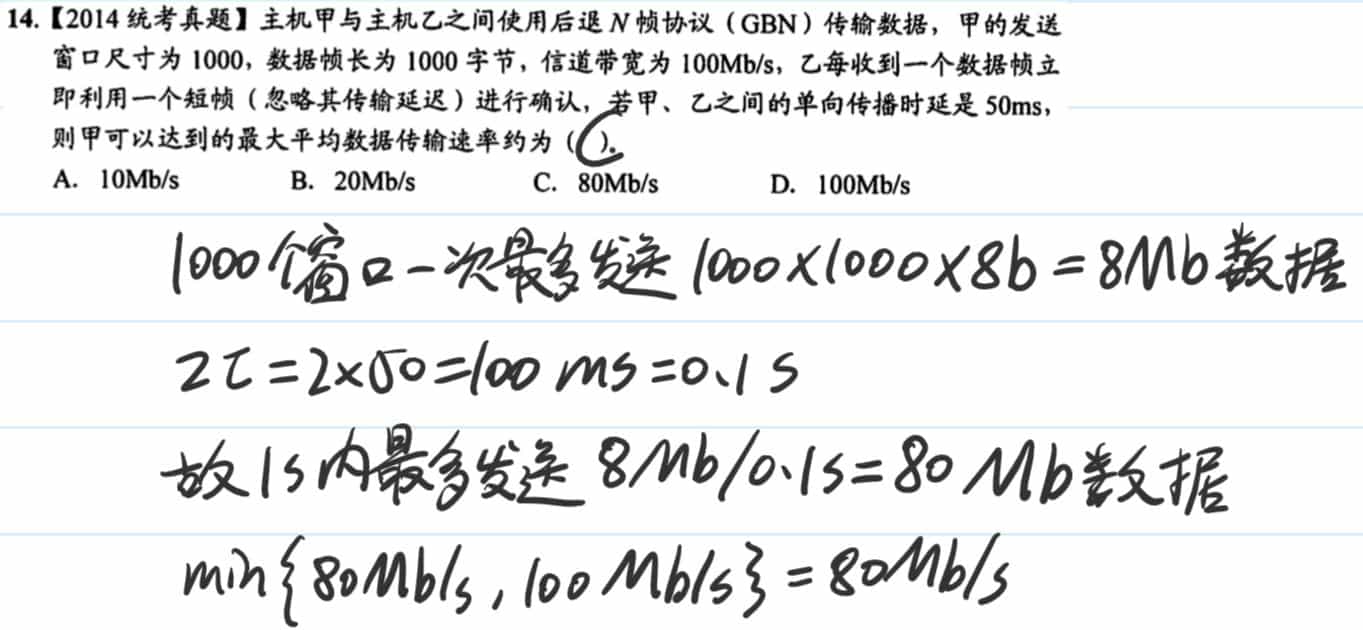 14.【2014 统考真题】主机甲与主机乙之间使用后退 N 帧协议（GBN）传输数据，甲的发送
窗口尺寸为 1000，数据帧长为 1000 字节，信道带宽为 100Mb/s，乙每收到一个数据帧立
即利用一个短帧（忽略其传输延迟）进行确认，若甲、乙之间的单向传播时延是 50ms，
则甲可以达到的最大平均数据传输速率约为（C）。
A. 10Mb/s B. 20Mb/s C. 80Mb/s D. 100Mb/s
1000个窗口一次最多发送 1000×1000×8b=8Mb数据
2τ=2×50=100 ms=0.1 s
故1s内最多发送 8Mb/0.1s=80 Mb数据
min{80Mb/s, 100 Mb/s}=80Mb/s